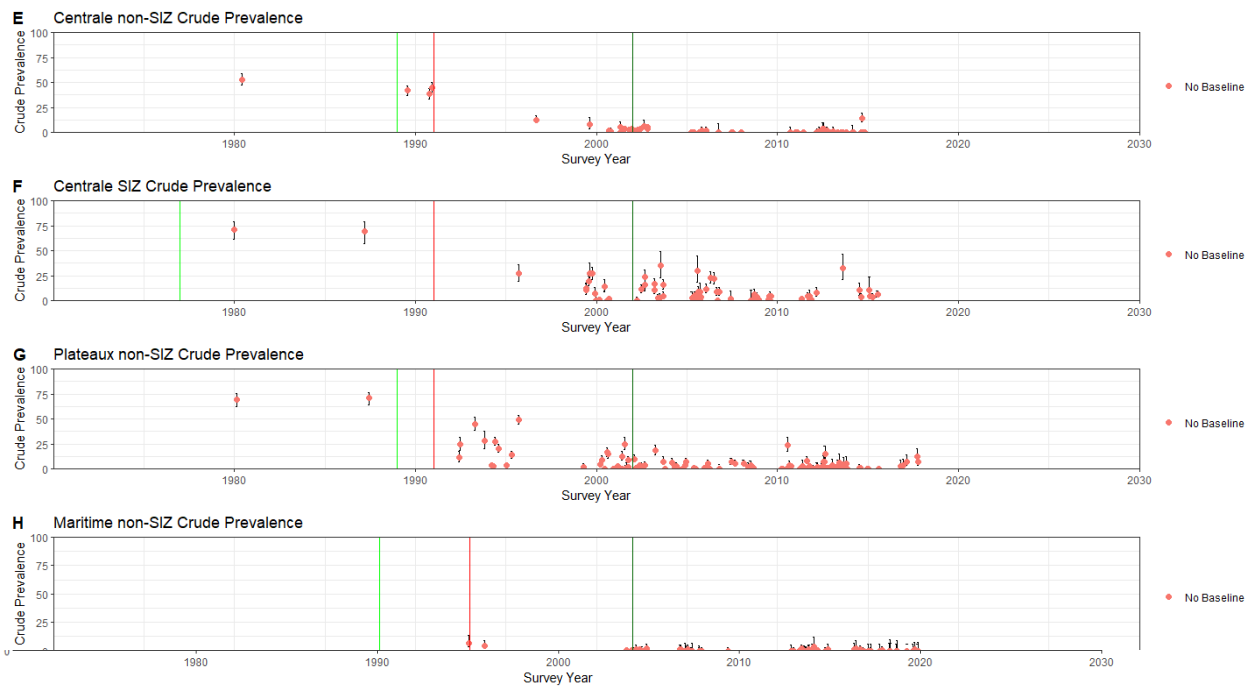 E Centrale non-SIZ Crude Prevalence
Crude Prevalence
100
75
50
25
0
1980 1990 2000 2010 2020 2030
Survey Year
No Baseline
F Centrale SIZ Crude Prevalence
Crude Prevalence
100
75
50
25
0
1980 1990 2000 2010 2020 2030
Survey Year
No Baseline
G Plateaux non-SIZ Crude Prevalence
Crude Prevalence
100
75
50
25
0
1980 1990 2000 2010 2020 2030
Survey Year
No Baseline
H Maritime non-SIZ Crude Prevalence
Crude Prevalence
100
75
50
25
0
1980 1990 2000 2010 2020 2030
Survey Year
No Baseline